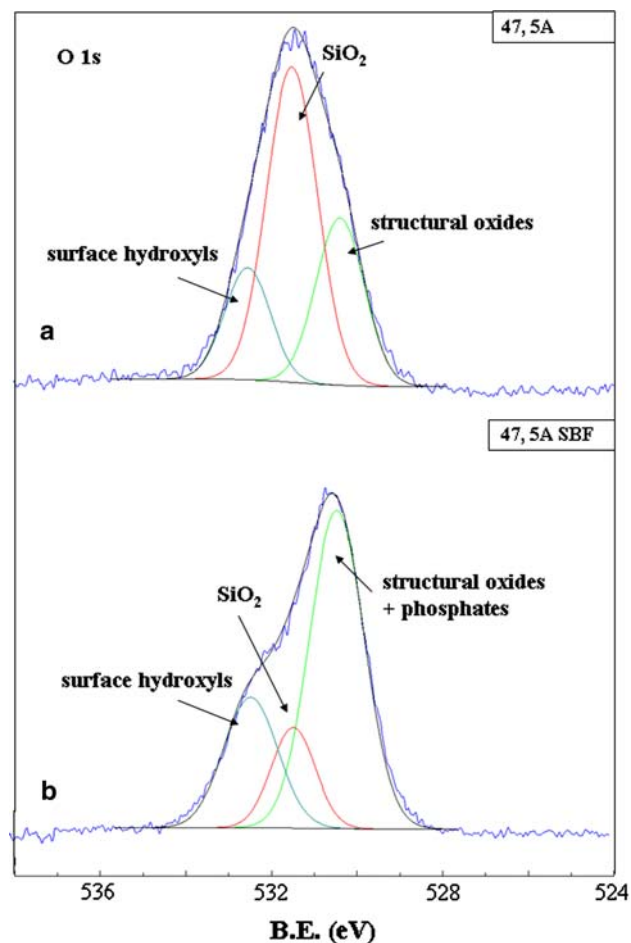 47, 5A
O 1s
SiO₂
structural oxides
surface hydroxyls
a
47, 5A SBF
structural oxides
+ phosphates
SiO₂
surface hydroxyls
b
536 532 528 524
B.E. (eV)